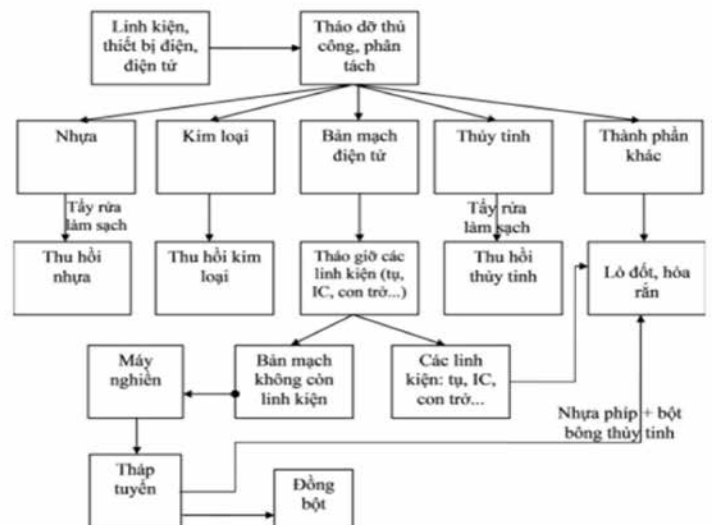 Linh kiện,
thiết bị điện,
điện tử
Tháo dỡ thủ
công, phân
tách
Nhựa
Kim loại
Bản mạch
điện tử
Thủy tinh
Thành phần
khác
Tẩy rửa
làm sạch
Tẩy rửa
làm sạch
Thu hồi
nhựa
Thu hồi kim
loại
Tháo giỡ các
linh kiện (tụ,
IC, con trở...)
Thu hồi
thủy tinh
Lò đốt, hóa
rắn
Máy
nghiền
Bản mạch
không còn
linh kiện
Các linh
kiện: tụ, IC,
con trở...
Nhựa phíp + bột
bông thủy tinh
Tháp
tuyển
Đồng
bột